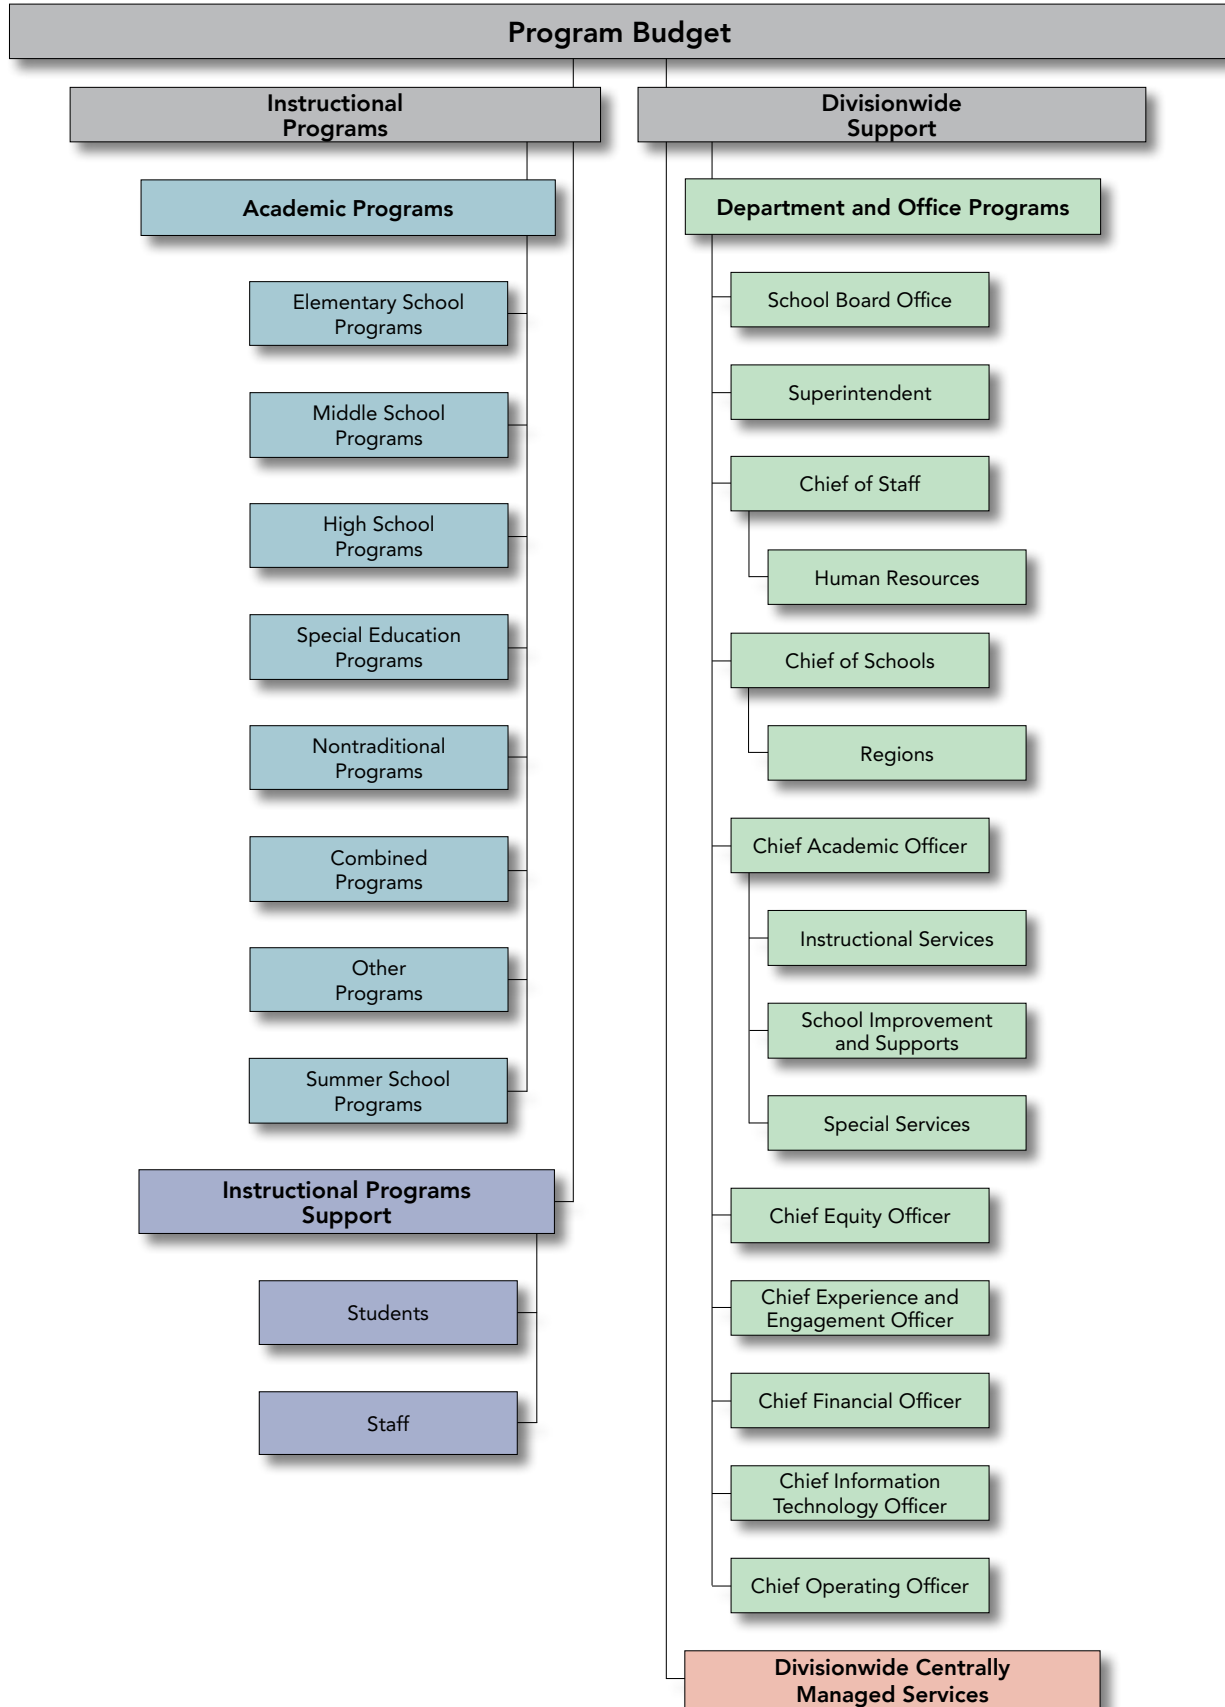 Program Budget
Instructional
Programs
Academic Programs
Elementary School
Programs
Middle School
Programs
High School
Programs
Special Education
Programs
Nontraditional
Programs
Combined
Programs
Other
Programs
Summer School
Programs
Instructional Programs
Support
Students
Staff
Divisionwide
Support
Department and Office Programs
School Board Office
Superintendent
Chief of Staff
Human Resources
Chief of Schools
Regions
Chief Academic Officer
Instructional Services
School Improvement
and Supports
Special Services
Chief Equity Officer
Chief Experience and
Engagement Officer
Chief Financial Officer
Chief Information
Technology Officer
Chief Operating Officer
Divisionwide Centrally
Managed Services